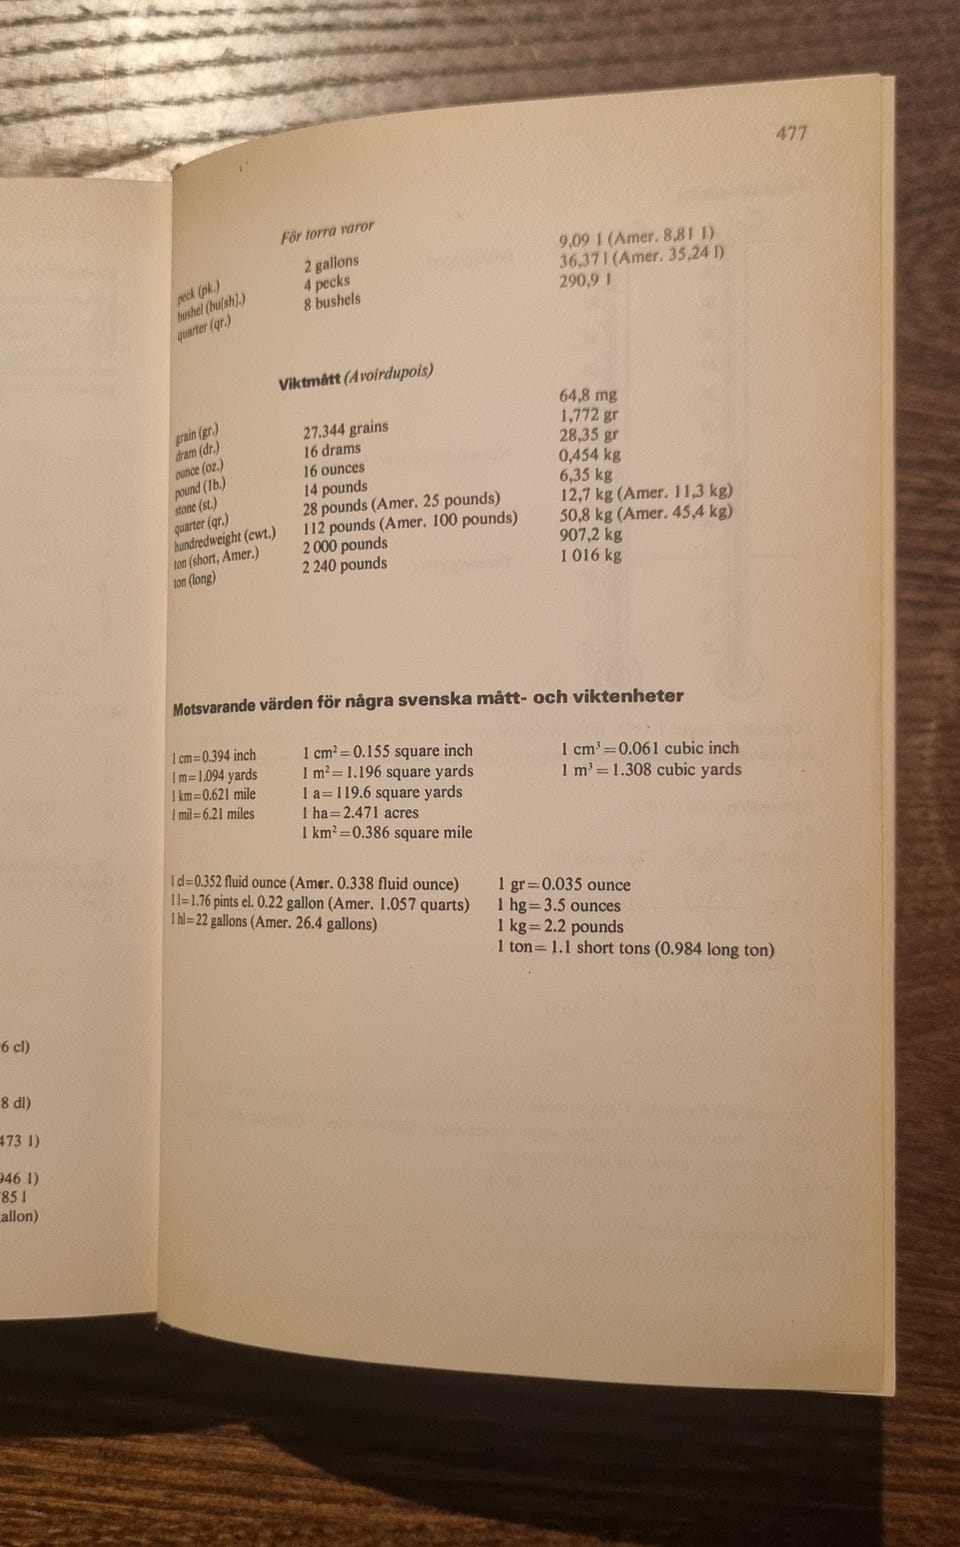 6 cl)
8 dl)
473 l)
946 l)
85 l
allon)
477
För torra varor
peck (pk.) 2 gallons 9,09 l (Amer. 8,81 l)
bushel (bu[sh].) 4 pecks 36,37 l (Amer. 35,24 l)
quarter (qr.) 8 bushels 290,9 l
Viktmått (Avoirdupois)
grain (gr.) 64,8 mg
dram (dr.) 27.344 grains 1,772 gr
ounce (oz.) 16 drams 28,35 gr
pound (lb.) 16 ounces 0,454 kg
stone (st.) 14 pounds 6,35 kg
quarter (qr.) 28 pounds (Amer. 25 pounds) 12,7 kg (Amer. 11,3 kg)
hundredweight (cwt.) 112 pounds (Amer. 100 pounds) 50,8 kg (Amer. 45,4 kg)
ton (short, Amer.) 2 000 pounds 907,2 kg
ton (long) 2 240 pounds 1 016 kg
Motsvarande värden för några svenska mått- och viktenheter
1 cm=0.394 inch 1 cm²=0.155 square inch 1 cm³=0.061 cubic inch
1 m=1.094 yards 1 m²=1.196 square yards 1 m³=1.308 cubic yards
1 km=0.621 mile 1 a=119.6 square yards
1 mil=6.21 miles 1 ha=2.471 acres
1 km²=0.386 square mile
1 cl=0.352 fluid ounce (Amer. 0.338 fluid ounce) 1 gr=0.035 ounce
1 l=1.76 pints el. 0.22 gallon (Amer. 1.057 quarts) 1 hg=3.5 ounces
1 hl=22 gallons (Amer. 26.4 gallons) 1 kg=2.2 pounds
1 ton=1.1 short tons (0.984 long ton)